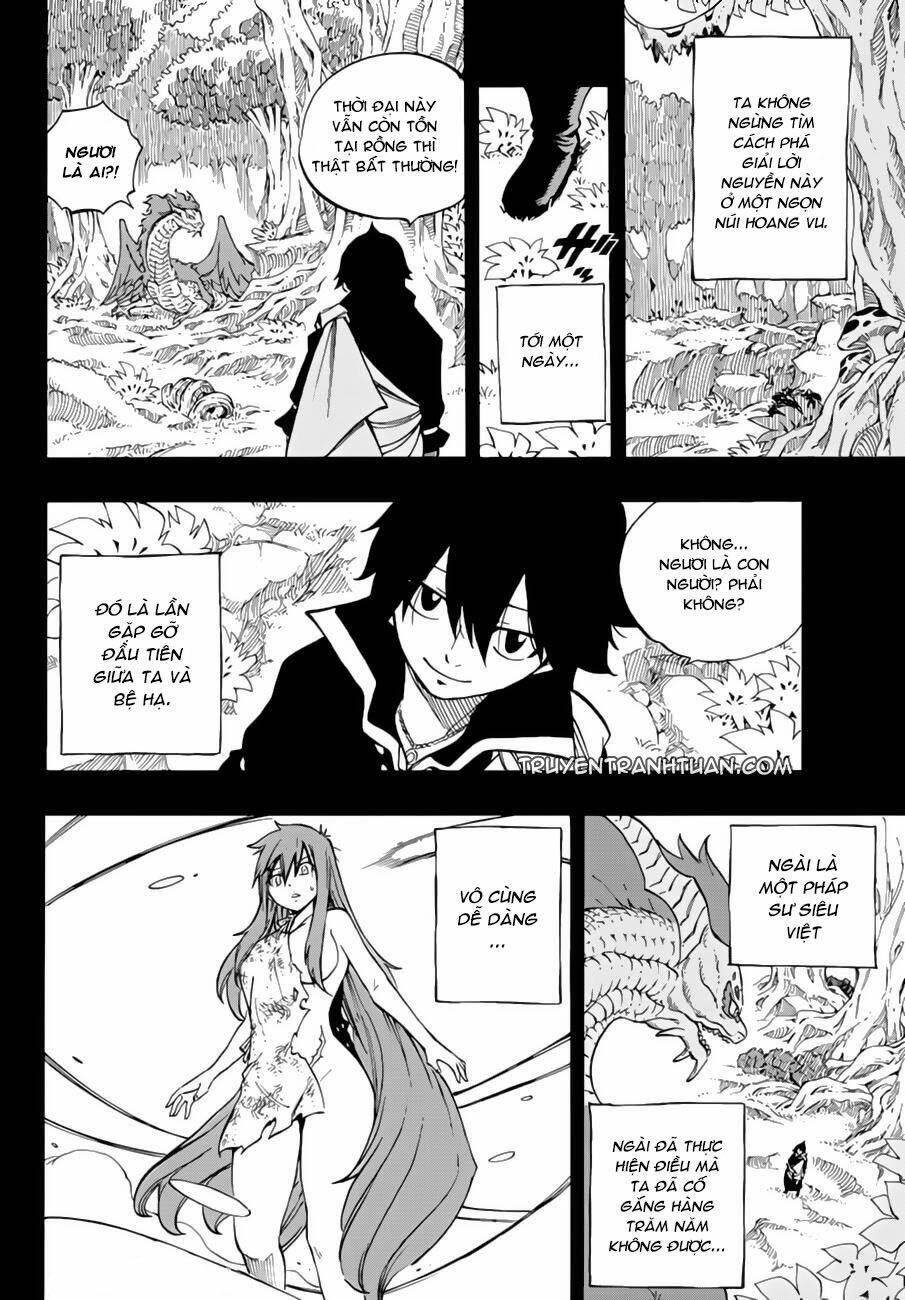 TA KHÔNG
NGỪNG TÌM
CÁCH PHÁ
GIẢI LỜI
NGUYỀN NÀY
Ở MỘT NGỌN
NÚI HOANG VU.
TỚI MỘT
NGÀY...
THỜI ĐẠI NÀY
VẪN CÒN TỒN
TẠI RỒNG THÌ
THẬT BẤT THƯỜNG!
NGƯƠI
LÀ AI?!
KHÔNG...
NGƯƠI LÀ CON
NGƯỜI? PHẢI
KHÔNG?
ĐÓ LÀ LẦN
GẶP GỠ
ĐẦU TIÊN
GIỮA TA VÀ
BỆ HẠ.
TRUYENTRANHTUAN.COM
NGÀI LÀ
MỘT PHÁP
SƯ SIÊU
VIỆT
NGÀI ĐÃ THỰC
HIỆN ĐIỀU MÀ
TA ĐÃ CỐ
GẮNG HÀNG
TRĂM NĂM
KHÔNG ĐƯỢC...
VÔ CÙNG
DỄ DÀNG
...